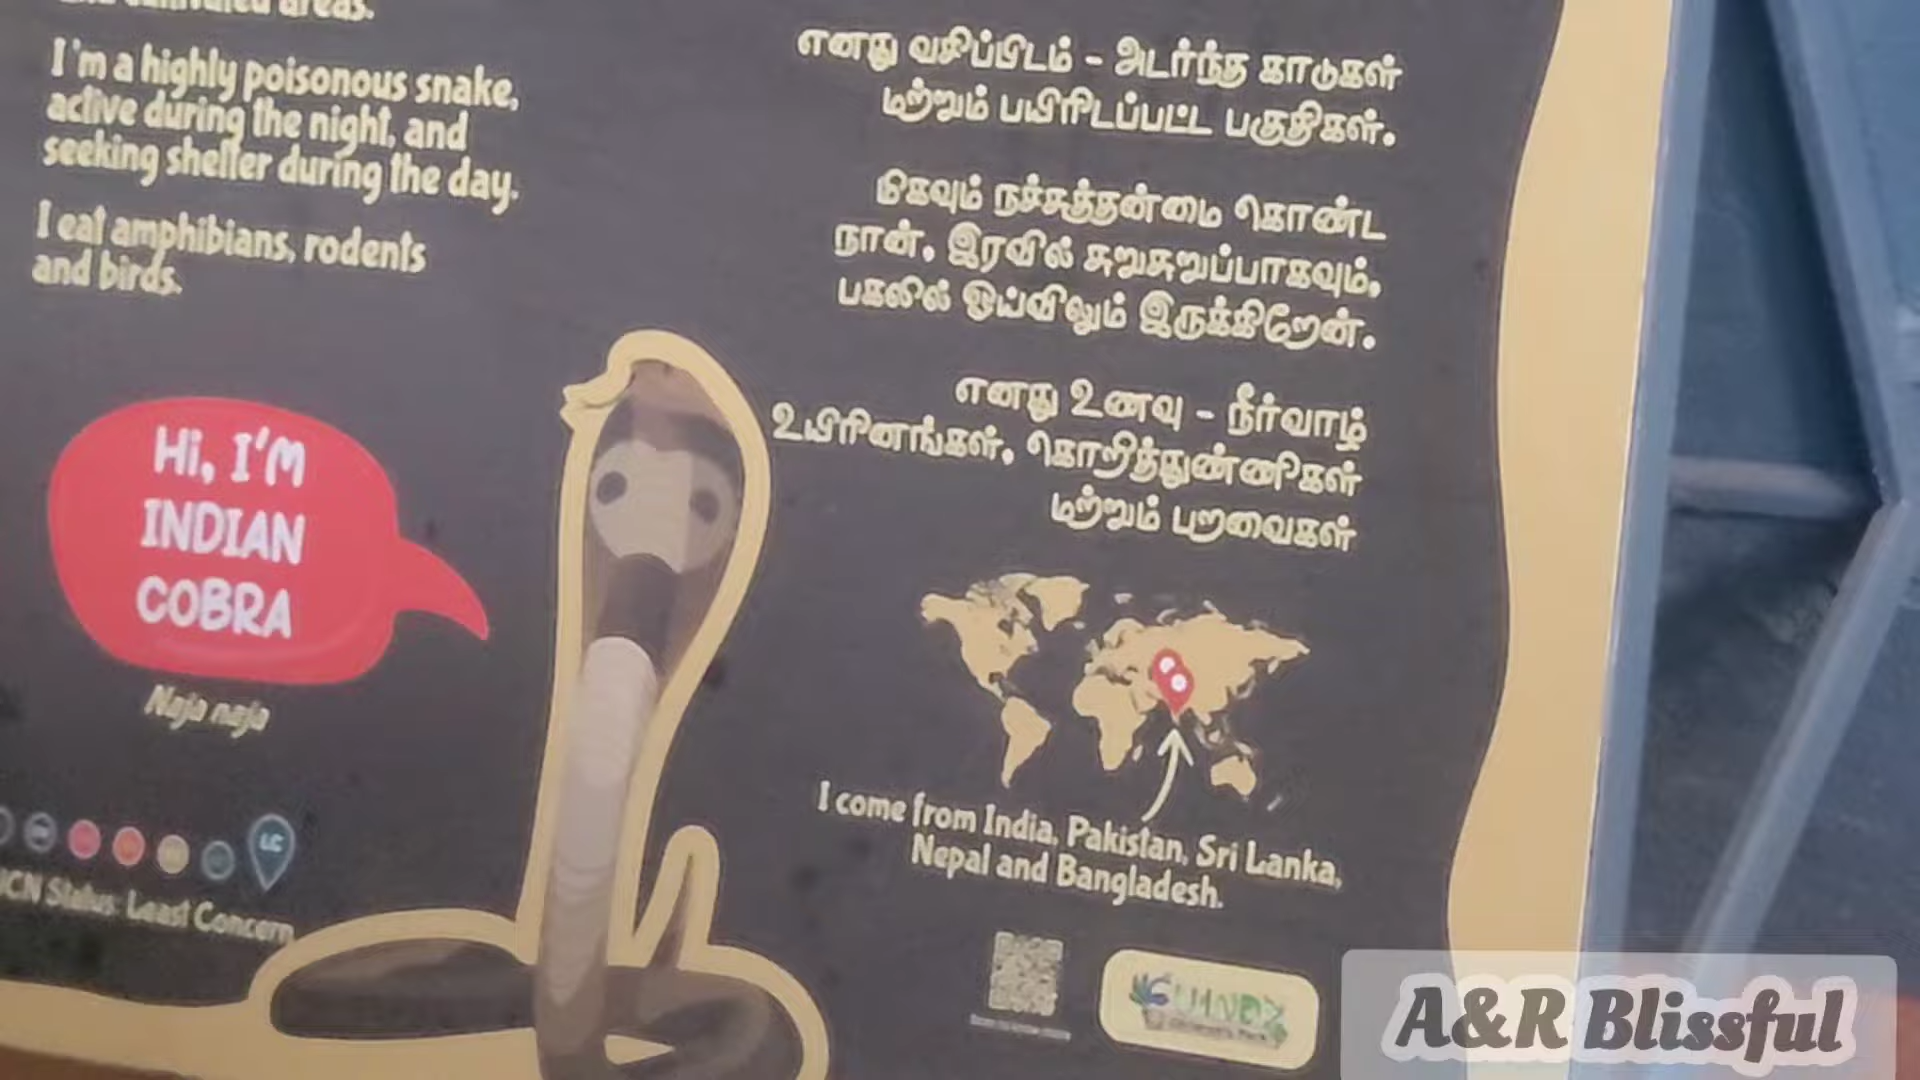 areas.
I'm a highly poisonous snake,
active during the night, and
seeking shelter during the day.
I eat amphibians, rodents
and birds.
எனது வசிப்பிடம் - அடர்ந்த காடுகள்
மற்றும் பயிரிடப்பட்ட பகுதிகள்.
மிகவும் நச்சுத்தன்மை கொண்ட
நான், இரவில் சுறுசுறுப்பாகவும்,
பகலில் ஓய்விலும் இருக்கிறேன்.
எனது உணவு - நீர்வாழ்
உயிரினங்கள், கொறித்துண்ணிகள்
மற்றும் பறவைகள்
Hi, I'M
INDIAN
COBRA
Naja naja
LC
Status: Least Concern
I come from India, Pakistan, Sri Lanka,
Nepal and Bangladesh.
A&R Blissful